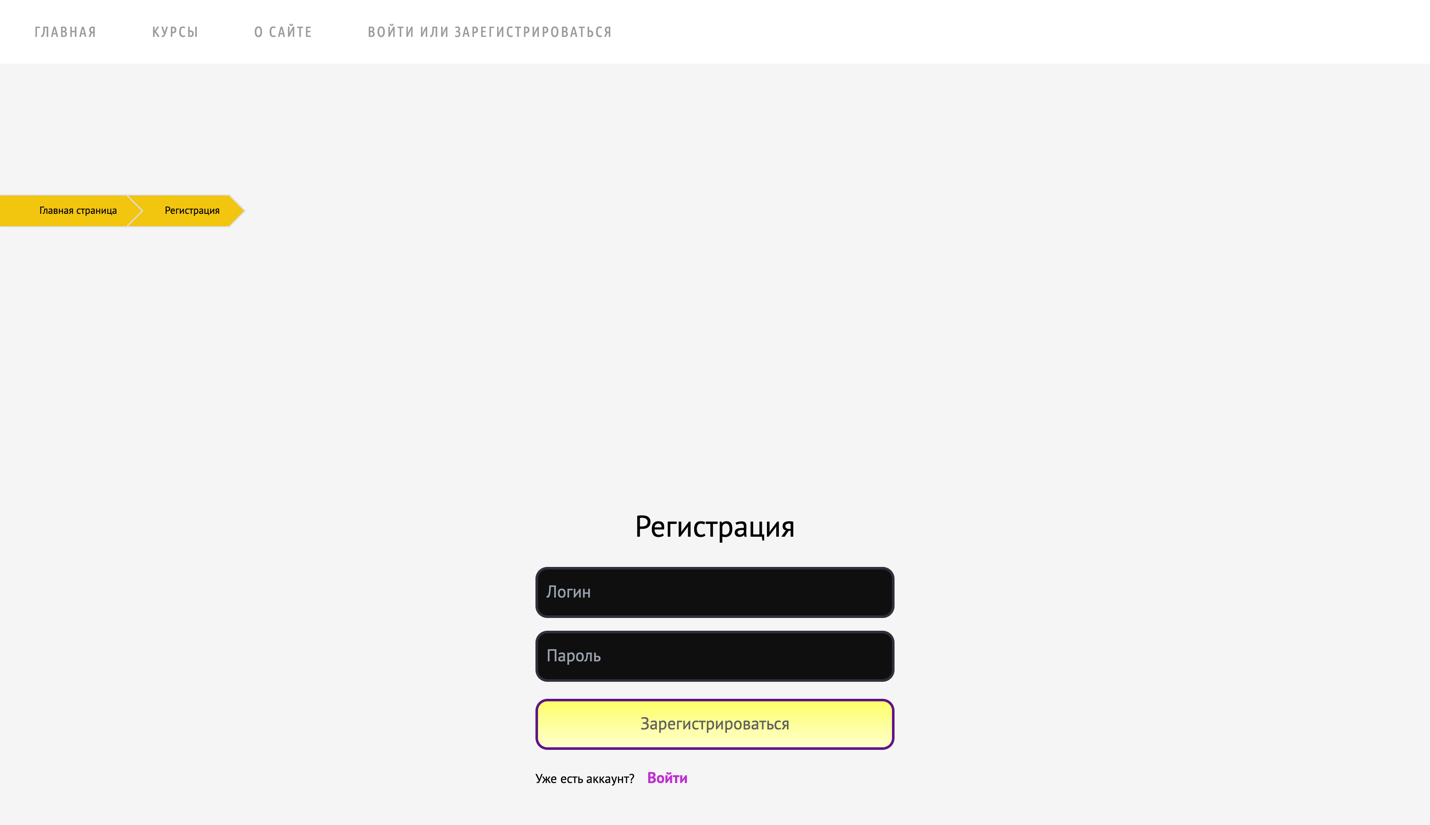 ГЛАВНАЯ КУРСЫ О САЙТЕ ВОЙТИ ИЛИ ЗАРЕГИСТРИРОВАТЬСЯ
Главная страница Регистрация
Регистрация
Логин
Пароль
Зарегистрироваться
Уже есть аккаунт? Войти